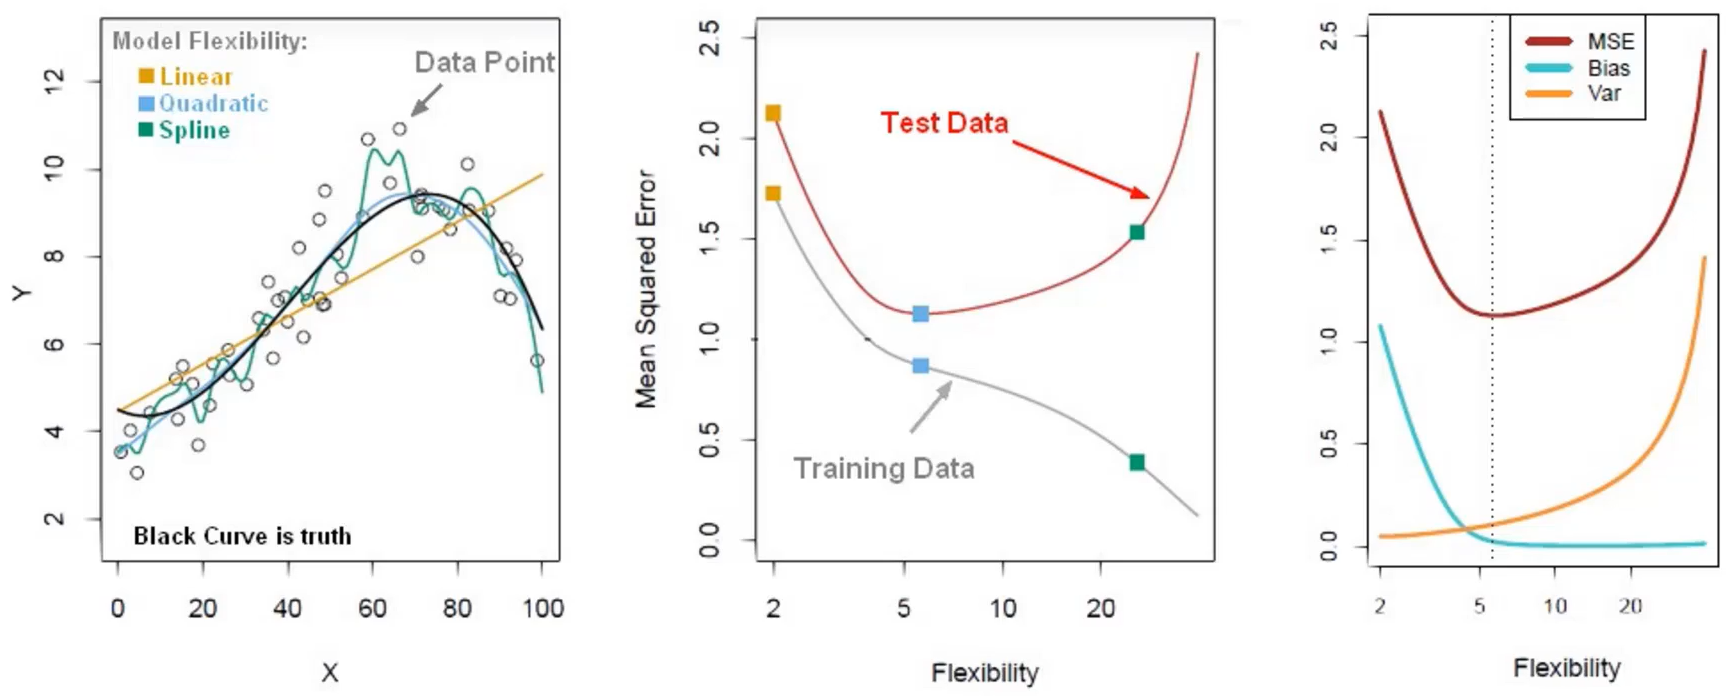 Model Flexibility:
Linear
Quadratic
Spline
Data Point
Black Curve is truth
12
10
8
6
4
2
Y
0 20 40 60 80 100
X
2.5
2.0
1.5
1.0
0.5
0.0
Mean Squared Error
Test Data
Training Data
2 5 10 20
Flexibility
MSE
Bias
Var
2.5
2.0
1.5
1.0
0.5
0.0
2 5 10 20
Flexibility